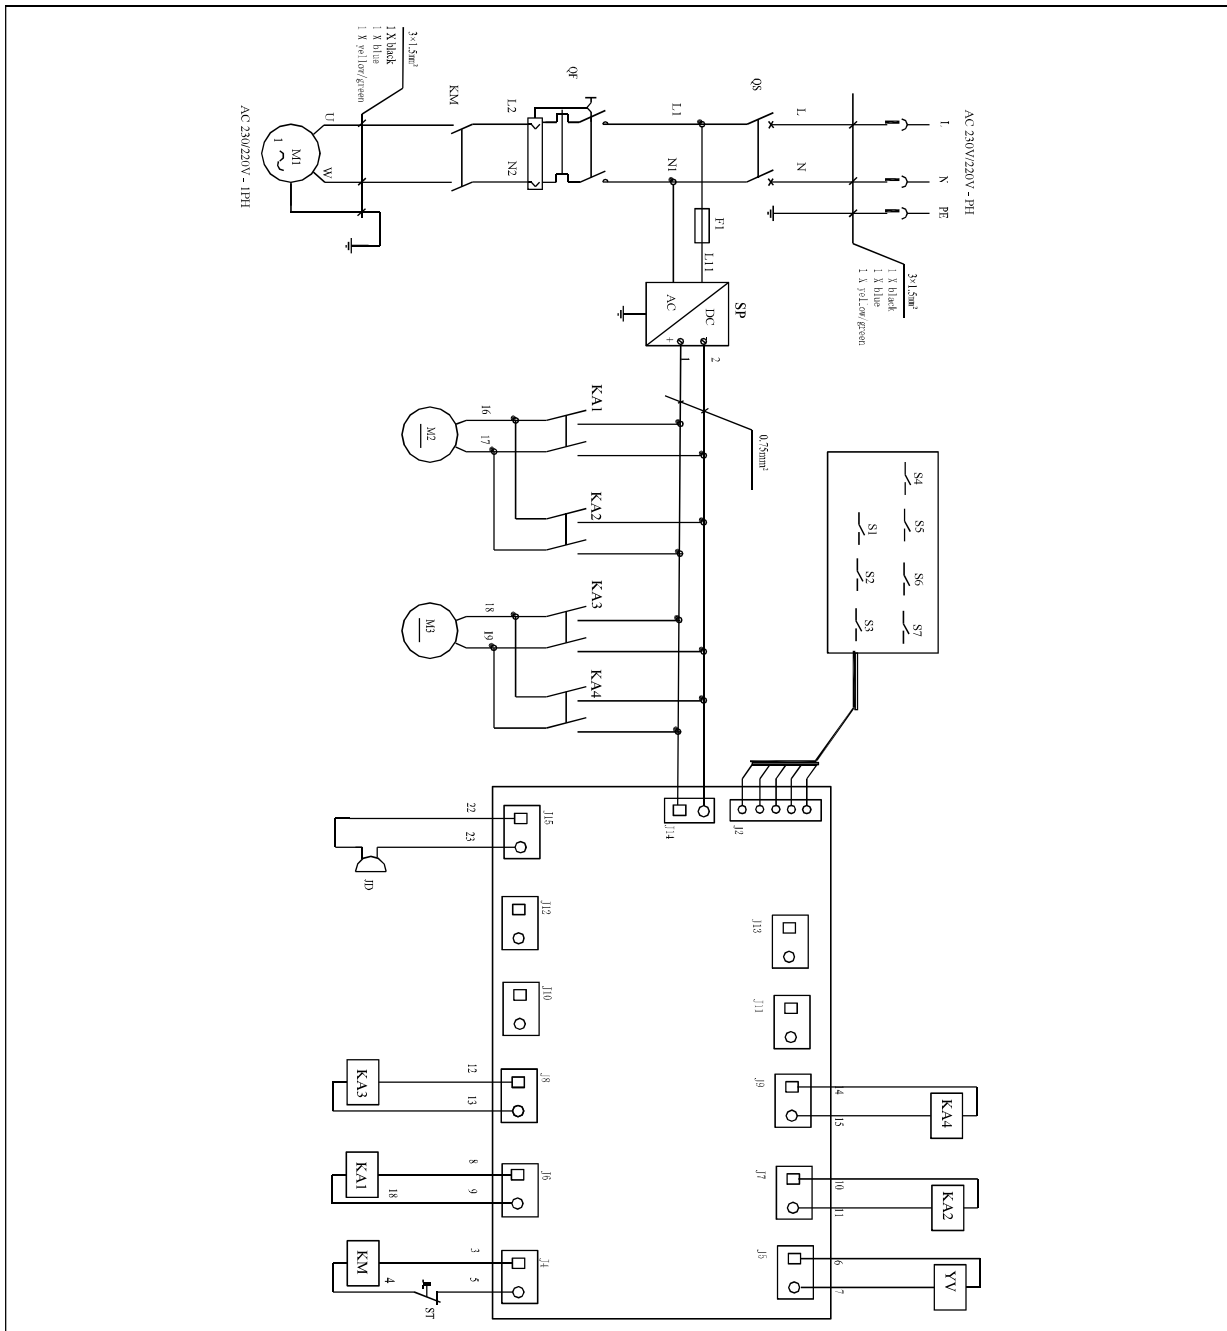 AC 230V/220V - PH
L
N
PE
3×1.5mm²
1 X black
1 X blue
1 X yellow/green
L
N
QS
L1
N1
QF
L2
N2
KM
3×1.5mm²
1 X black
1 X blue
1 X yellow/green
U
W
M1
1
AC 230/220V - 1PH
F1
L11
SP
AC
DC
+
-
1
2
0.75mm²
KA1
16
17
M2
KA2
KA3
18
19
M3
KA4
S4
S5
S6
S7
S1
S2
S3
J2
J14
J15
22
23
JD
J12
J10
J13
J11
J8
12
13
KA3
J9
14
15
KA4
J6
8
9
18
KA1
J7
10
11
KA2
J4
3
5
4
KM
ST
J5
6
7
YV